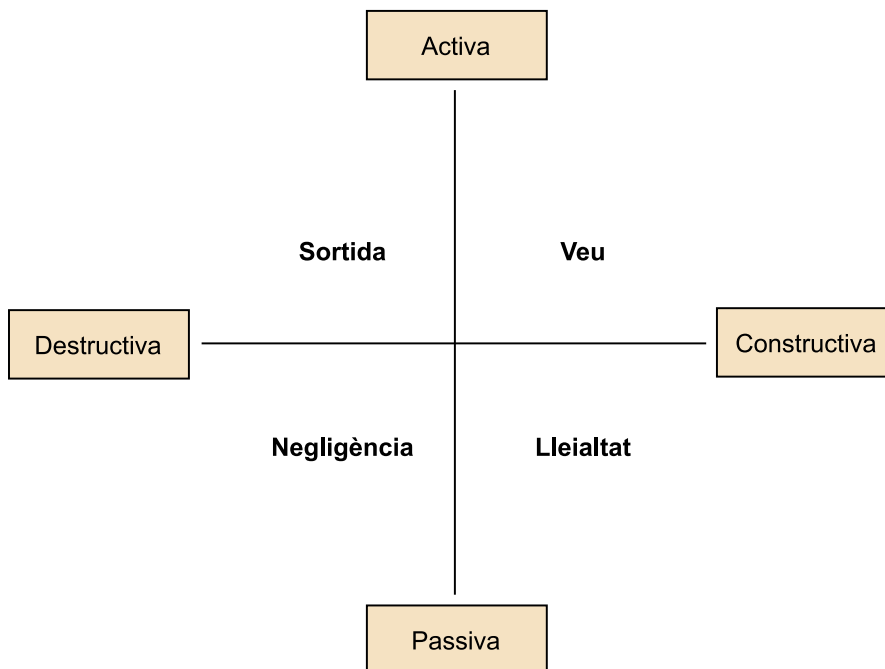 Activa
Sortida
Veu
Destructiva
Constructiva
Negligència
Lleialtat
Passiva